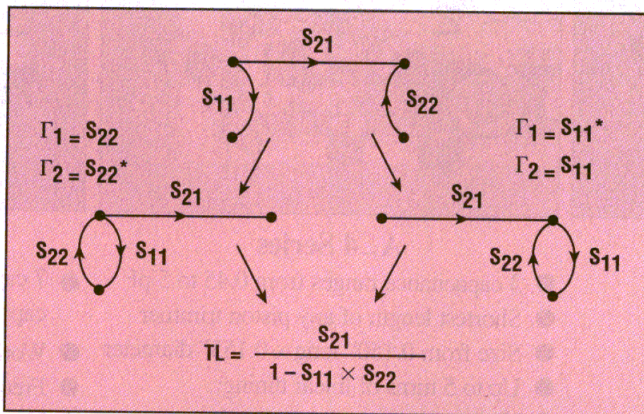 S21
S11
S22
Γ1 = S22
Γ2 = S22*
Γ1 = S11*
Γ2 = S11
S21
S22
S11
S21
S22
S11
TL = S21
1 − S11 × S22